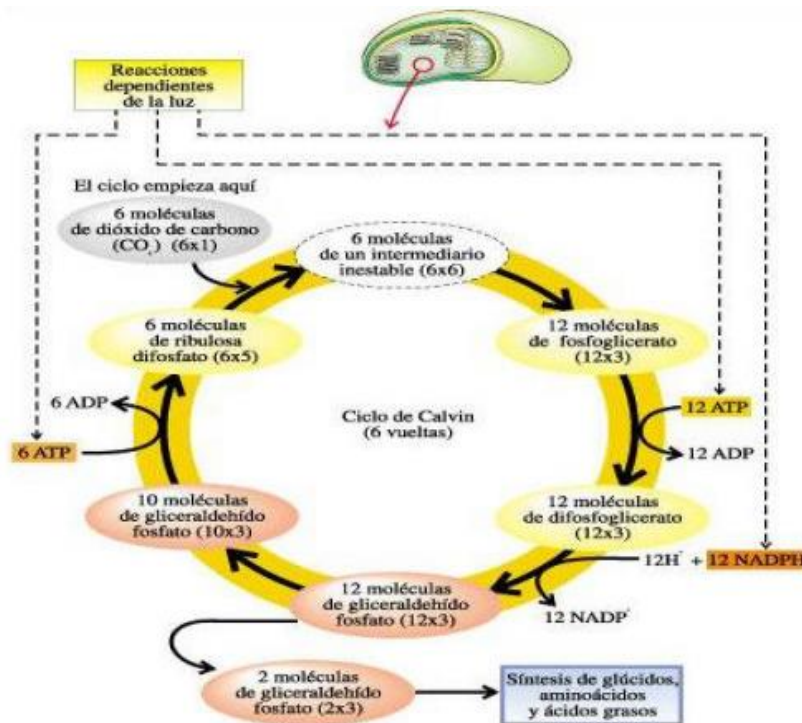 Reacciones
dependientes
de la luz
El ciclo empieza aquí
6 moléculas
de dióxido de carbono
(CO₂) (6x1)
6 moléculas
de un intermediario
inestable (6x6)
6 moléculas
de ribulosa
difosfato (6x5)
12 moléculas
de fosfoglicerato
(12x3)
6 ADP
12 ATP
Ciclo de Calvin
(6 vueltas)
6 ATP
12 ADP
10 moléculas
de gliceraldehído
fosfato (10x3)
12 moléculas
de difosfoglicerato
(12x3)
12H⁺ + 12 NADPH
12 moléculas
de gliceraldehído
fosfato (12x3)
12 NADP⁺
2 moléculas
de gliceraldehído
fosfato (2x3)
Síntesis de glúcidos,
aminoácidos
y ácidos grasos